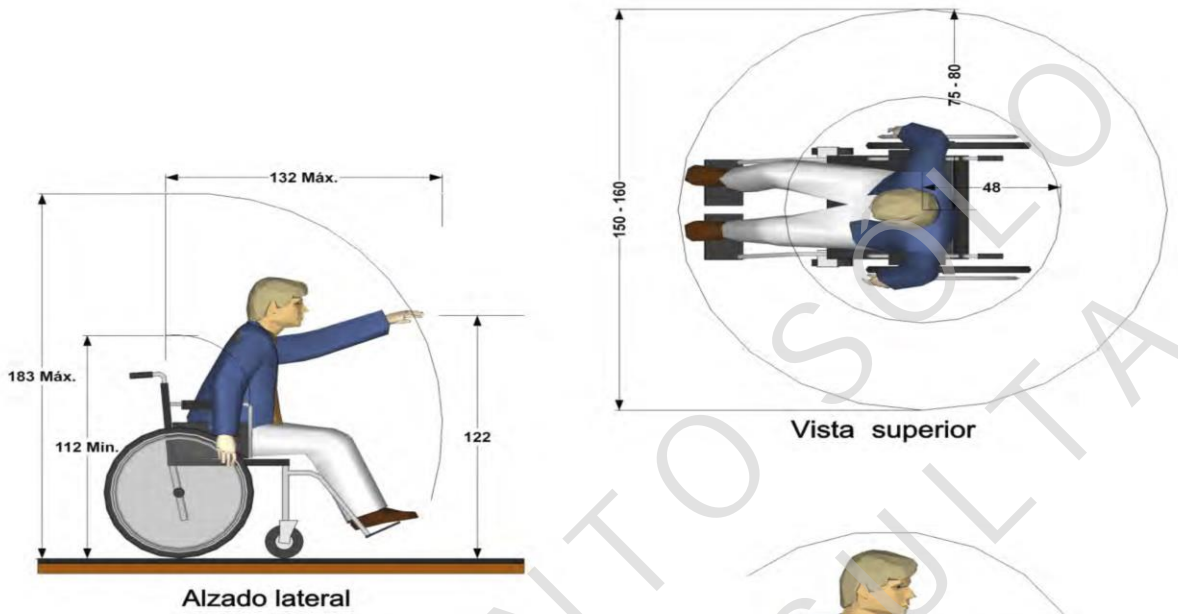 132 Máx.
183 Máx.
112 Min.
122
Alzado lateral
150 - 160
75 - 80
48
Vista superior